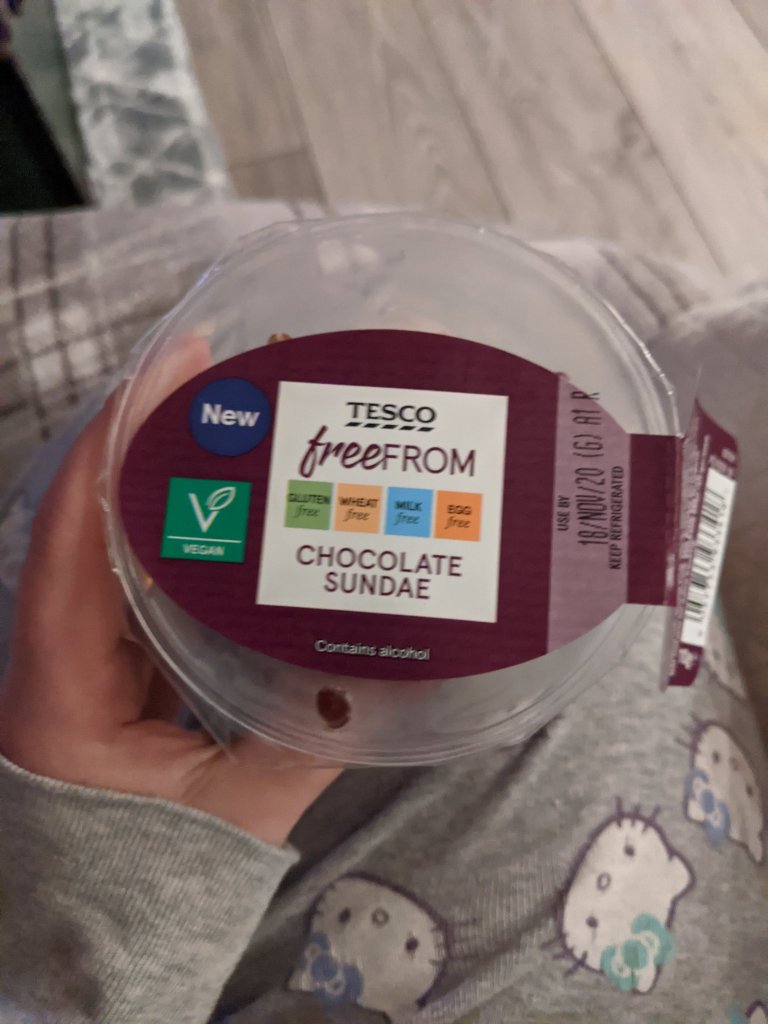 New
TESCO
freeFROM
GLUTEN free
WHEAT free
MILK free
EGG free
V
VEGAN
CHOCOLATE
SUNDAE
Contains alcohol
USE BY
18/NOV/20 (G) A1 R
KEEP REFRIGERATED